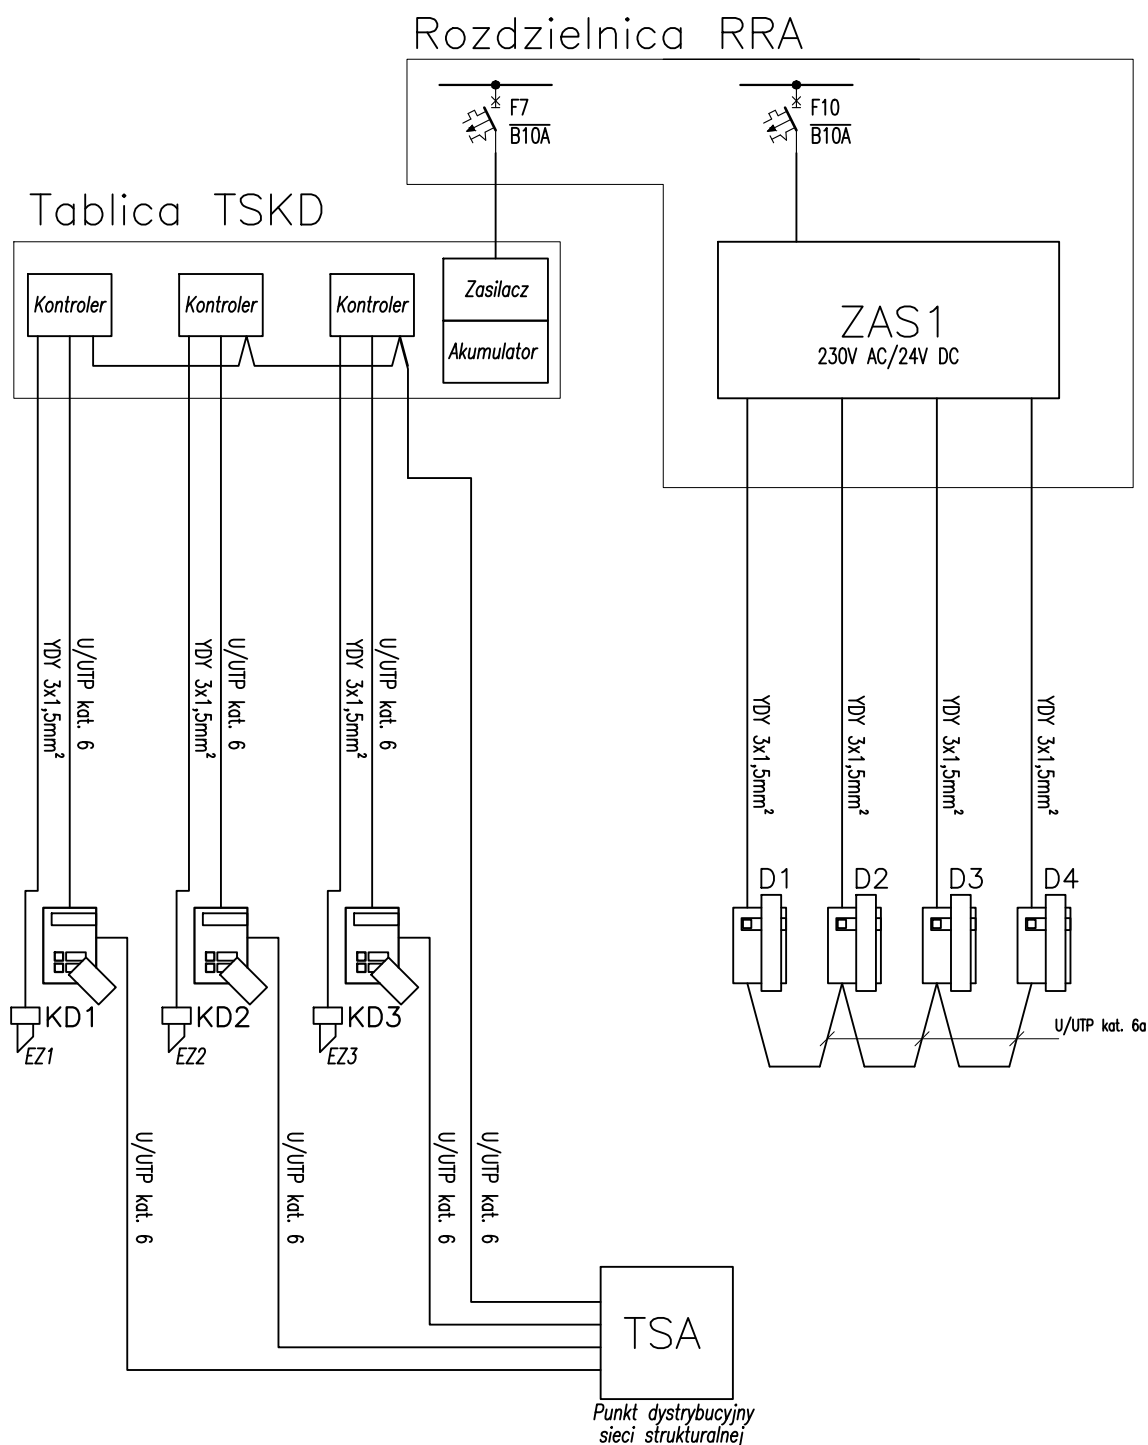 Rozdzielnica RRA
F7
B10A
F10
B10A
Tablica TSKD
Kontroler
Kontroler
Kontroler
Zasilacz
Akumulator
ZAS1
230V AC/24V DC
YDY 3x1,5mm²
U/UTP kat. 6
YDY 3x1,5mm²
U/UTP kat. 6
YDY 3x1,5mm²
U/UTP kat. 6
YDY 3x1,5mm²
YDY 3x1,5mm²
YDY 3x1,5mm²
YDY 3x1,5mm²
D1
D2
D3
D4
KD1
KD2
KD3
EZ1
EZ2
EZ3
U/UTP kat. 6a
U/UTP kat. 6
U/UTP kat. 6
U/UTP kat. 6
U/UTP kat. 6
TSA
Punkt dystrybucyjny
sieci strukturalnej